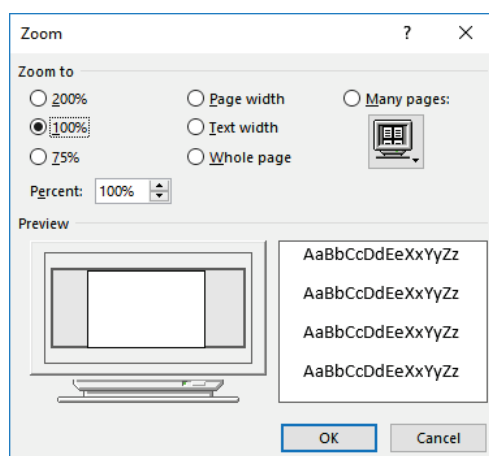 Zoom ?
Zoom to
200% Page width Many pages:
100% Text width
75% Whole page
Percent: 100%
Preview
AaBbCcDdEeXxYyZz
AaBbCcDdEeXxYyZz
AaBbCcDdEeXxYyZz
AaBbCcDdEeXxYyZz
OK Cancel